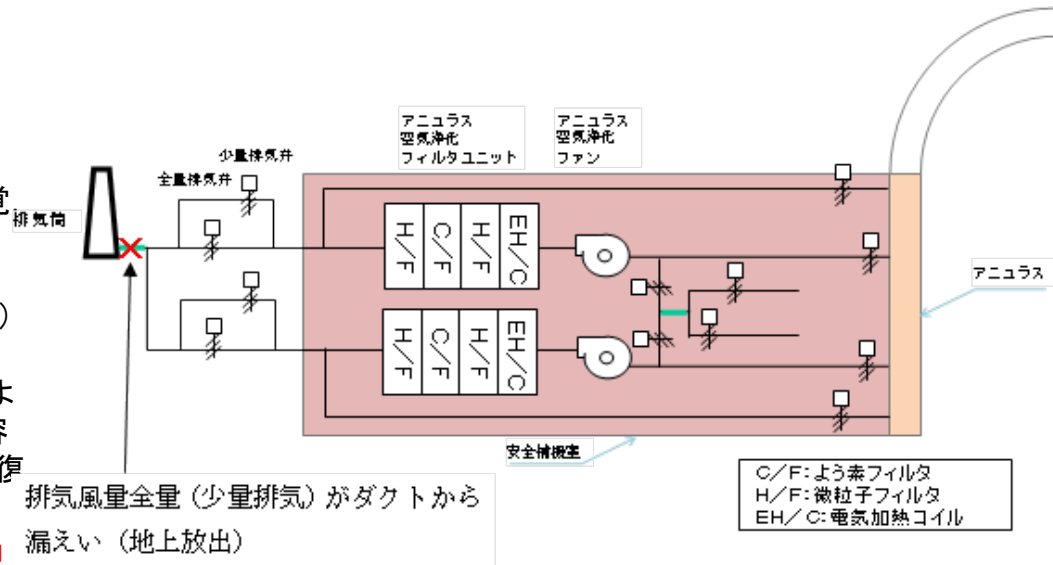 アニュラス
空気浄化
フィルタユニット
アニュラス
空気浄化
ファン
少量排気弁
全量排気弁
覚
排気筒
H/F
C/F
H/F
EH/C
アニュラス
)
H/F
C/F
H/F
EH/C
よ
容
復
安全補機室
排気風量全量(少量排気)がダクトから
漏えい(地上放出)
C/F:よう素フィルタ
H/F:微粒子フィルタ
EH/C:電気加熱コイル